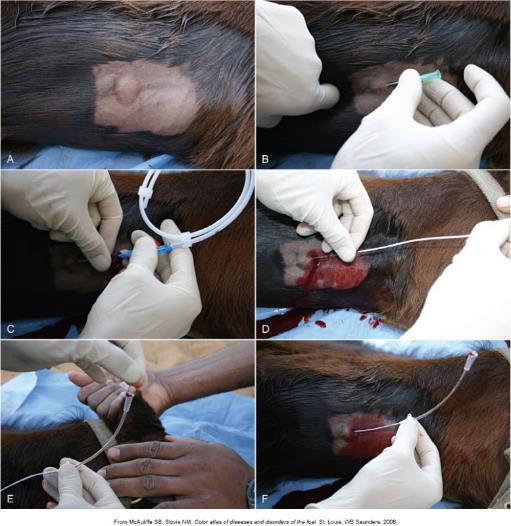 A
B
C
D
E
F
From McAuliffe SB, Slovis NM: Color atlas of diseases and disorders of the foal. St. Louis, WB Saunders, 2008.